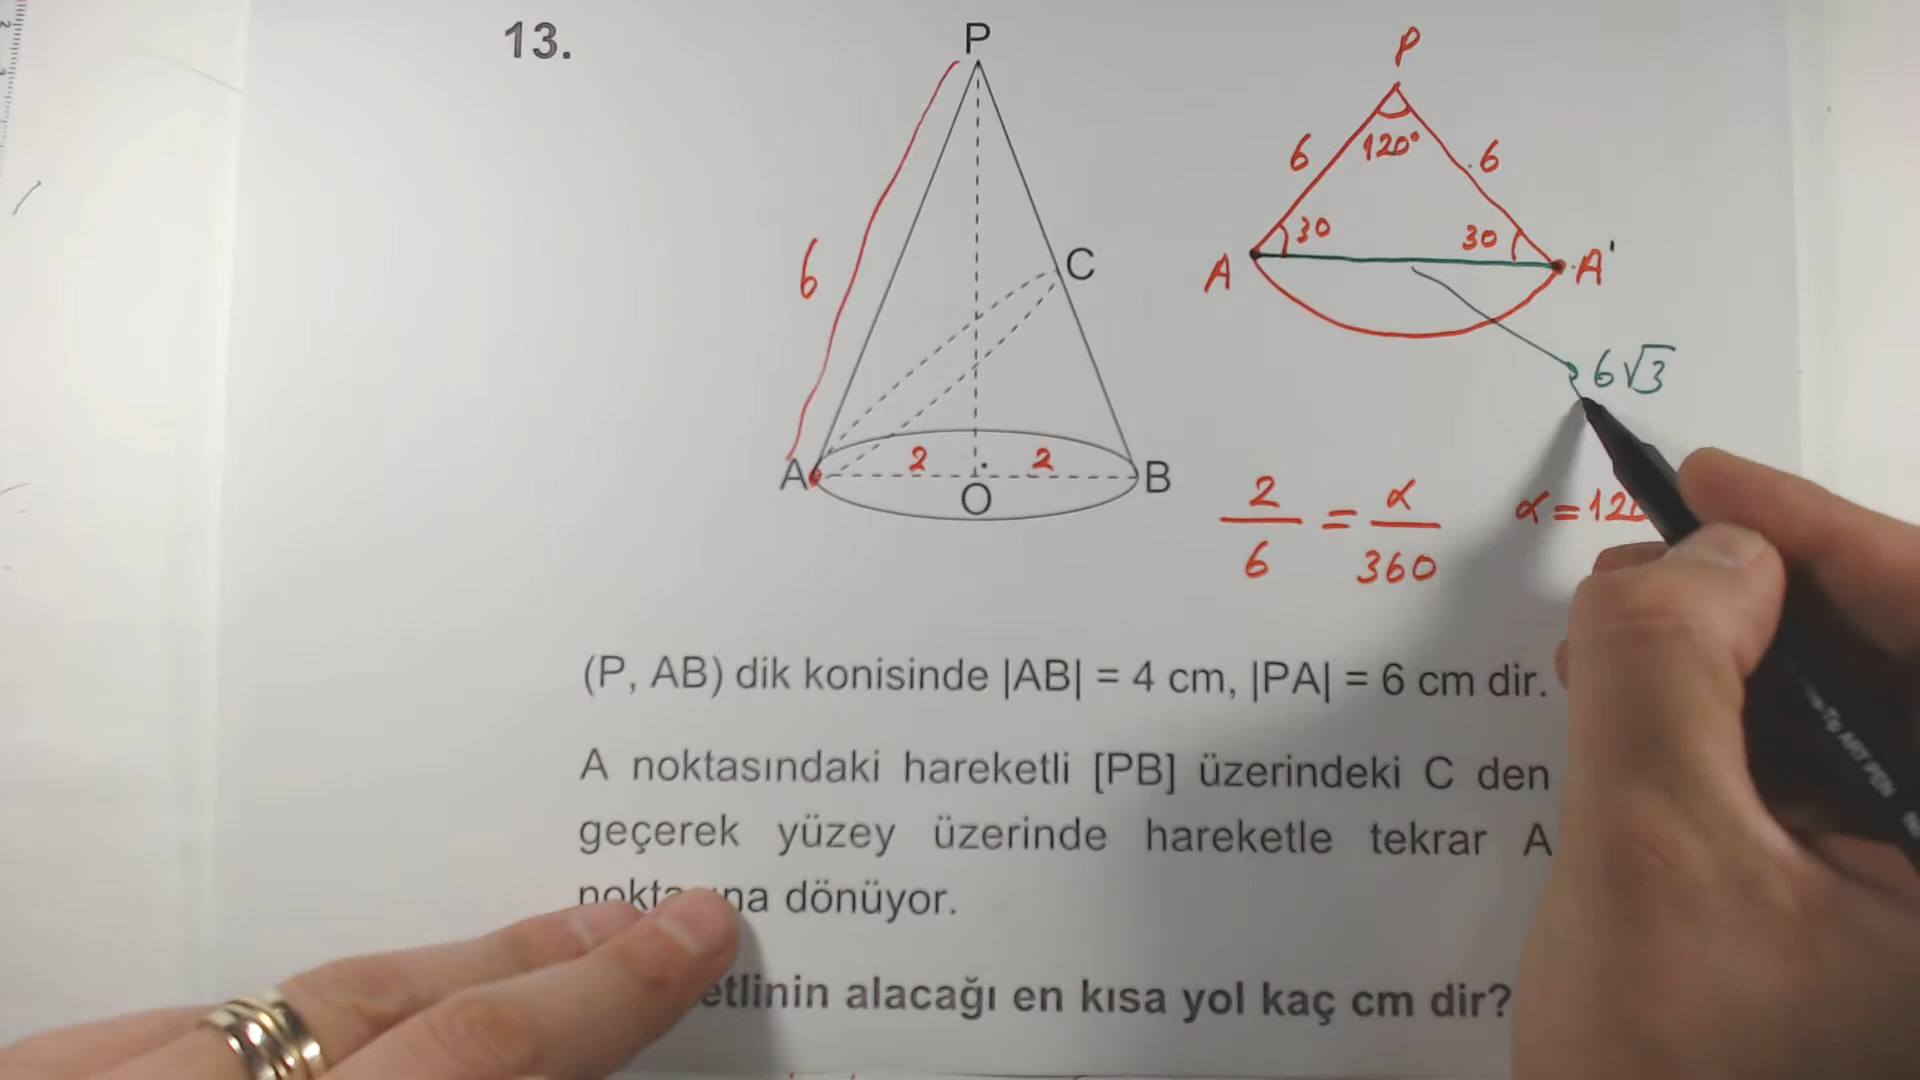 13.
P
C
A
O
B
6
2
2
P
120°
6
6
30
30
A
A'
6√3
2/6 = α/360
α = 12
(P, AB) dik konisinde |AB| = 4 cm, |PA| = 6 cm dir.
A noktasındaki hareketli [PB] üzerindeki C den
geçerek yüzey üzerinde hareketle tekrar A
dönüyor.
etlinin alacağı en kısa yol kaç cm dir?